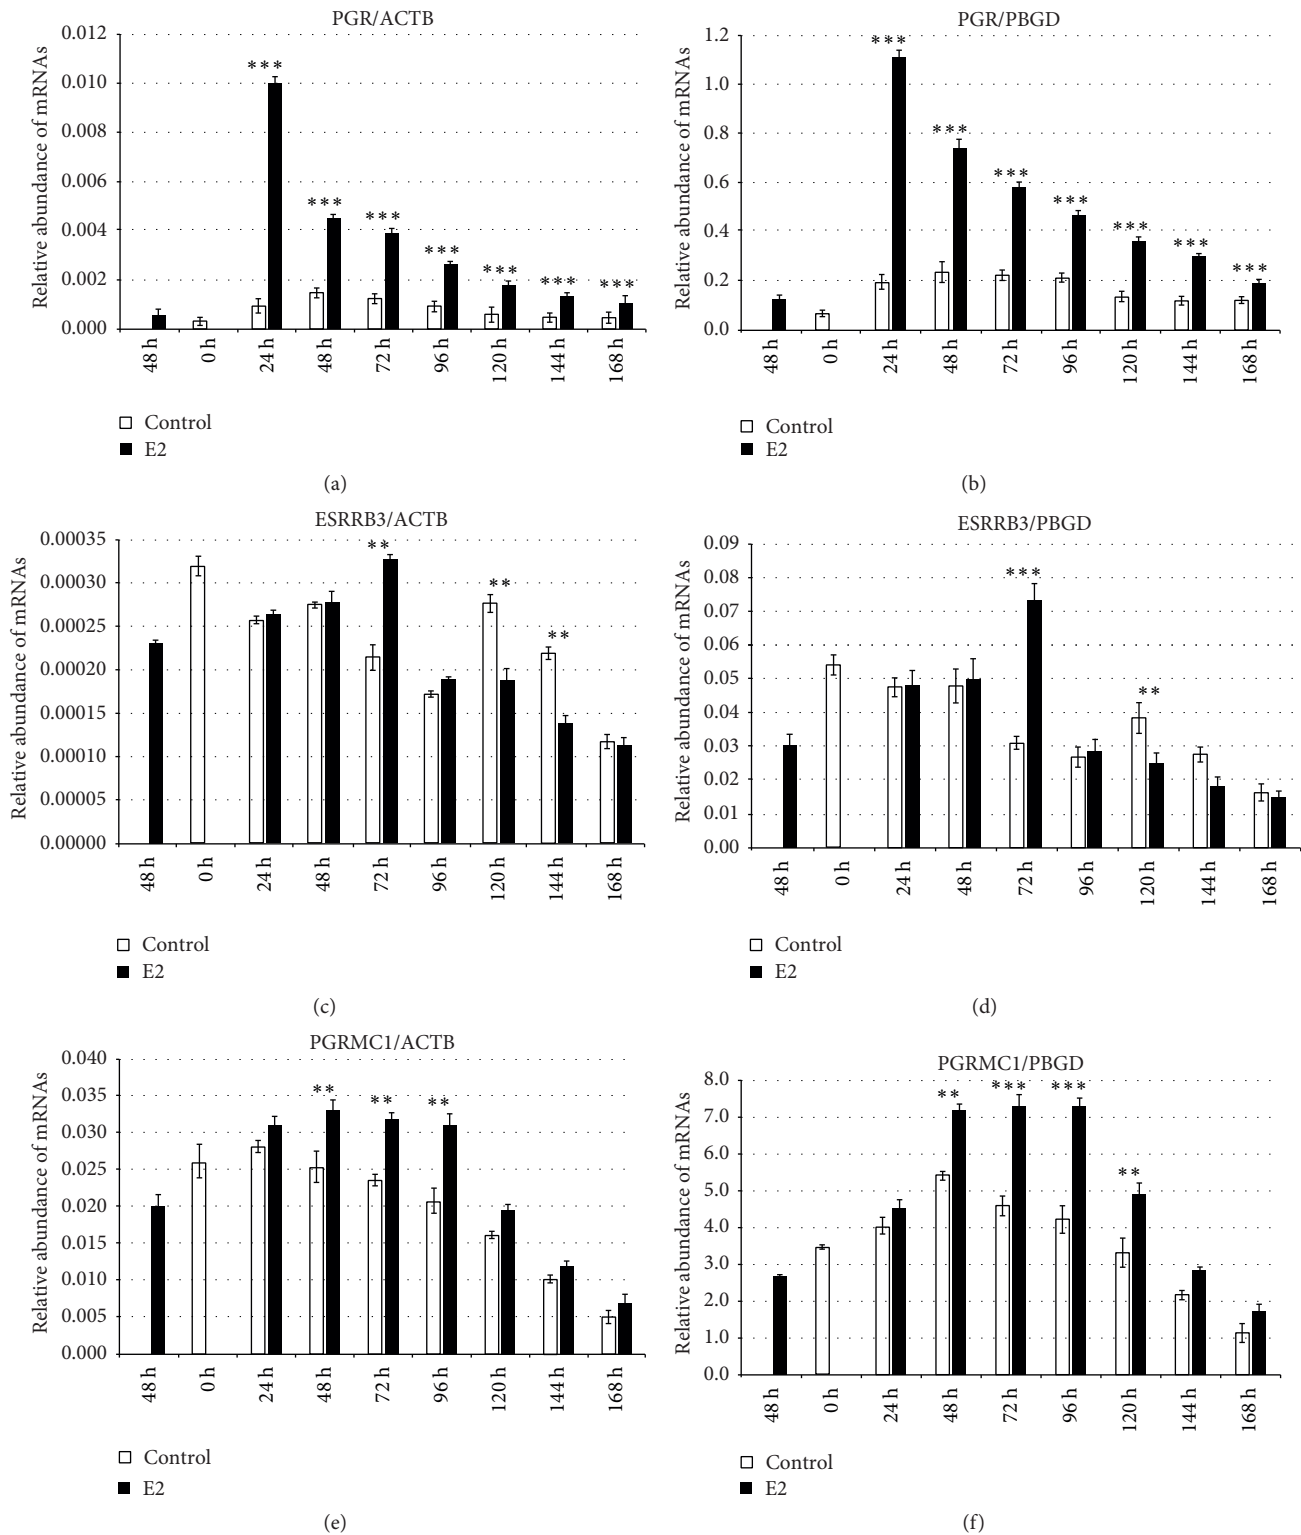 PGR/ACTB
Relative abundance of mRNAs
0.012
0.010
0.008
0.006
0.004
0.002
0.000
***
***
***
***
***
***
***
48 h
0 h
24 h
48 h
72 h
96 h
120 h
144 h
168 h
Control
E2
(a)
PGR/PBGD
Relative abundance of mRNAs
1.2
1.0
0.8
0.6
0.4
0.2
0.0
***
***
***
***
***
***
***
48 h
0 h
24 h
48 h
72 h
96 h
120 h
144 h
168 h
Control
E2
(b)
ESRRB3/ACTB
Relative abundance of mRNAs
0.00035
0.00030
0.00025
0.00020
0.00015
0.00010
0.00005
0.00000
**
**
**
48 h
0 h
24 h
48 h
72 h
96 h
120 h
144 h
168 h
Control
E2
(c)
ESRRB3/PBGD
Relative abundance of mRNAs
0.09
0.08
0.07
0.06
0.05
0.04
0.03
0.02
0.01
0.00
***
**
48 h
0 h
24 h
48 h
72 h
96 h
120 h
144 h
168 h
Control
E2
(d)
PGRMC1/ACTB
Relative abundance of mRNAs
0.040
0.035
0.030
0.025
0.020
0.015
0.010
0.005
0.000
**
**
**
48 h
0 h
24 h
48 h
72 h
96 h
120 h
144 h
168 h
Control
E2
(e)
PGRMC1/PBGD
Relative abundance of mRNAs
8.0
7.0
6.0
5.0
4.0
3.0
2.0
1.0
0.0
**
***
***
**
48 h
0 h
24 h
48 h
72 h
96 h
120 h
144 h
168 h
Control
E2
(f)